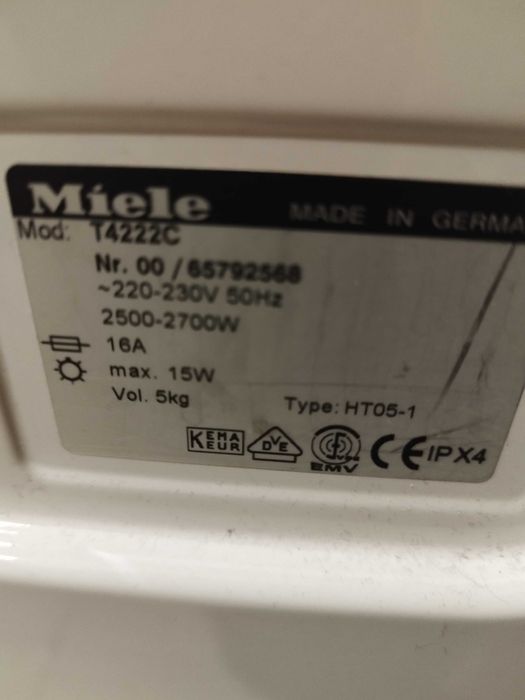 Miele MADE IN GERMA
Mod: T4222C
Nr. 00 / 65792568
~220-230V 50Hz
2500-2700W
16A
max. 15W
Vol. 5kg Type: HT05-1
KEMA KEUR DVE EMV CE IPX4